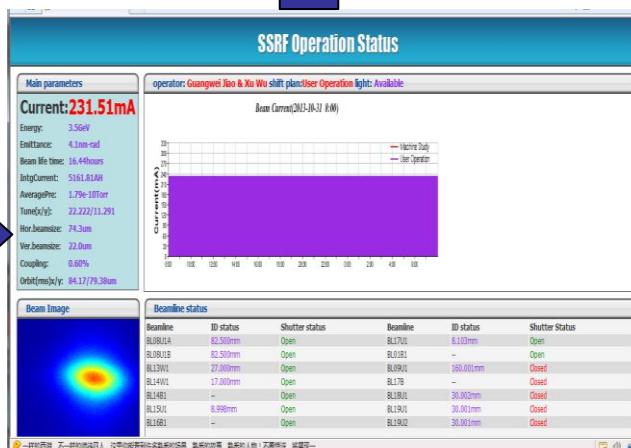 SSRF Operation Status
Main parameters
Current:231.51mA
Energy: 3.5GeV
Emittance: 4.1nm-rad
Beam life time: 16.44hours
IntgCurrent: 5161.81AH
AveragePre: 1.79e-10Torr
Tune(x/y): 22.222/11.291
Hor.beamsize: 74.3um
Ver.beamsize: 22.0um
Coupling: 0.60%
Orbit(rms)x/y: 84.17/79.38um
operator: Guangwei Jiao & Xu Wu shift plan:User Operation light: Available
Beam Current(2013-10-31 8:00)
Machine Study
User Operation
Current(mA)
Beam Image
Beamline status
Beamline ID status Shutter status Beamline ID status Shutter Status
BL08U1A 82.500mm Open BL17U1 8.103mm Open
BL08U1B 82.500mm Open BL01B1 -- Open
BL13W1 27.000mm Open BL09U1 160.001mm Closed
BL14W1 17.000mm Open BL17B -- Closed
BL14B1 -- Open BL18U1 30.002mm Closed
BL15U1 8.998mm Open BL19U1 30.001mm Closed
BL16B1 -- Open BL19U2 30.001mm Closed